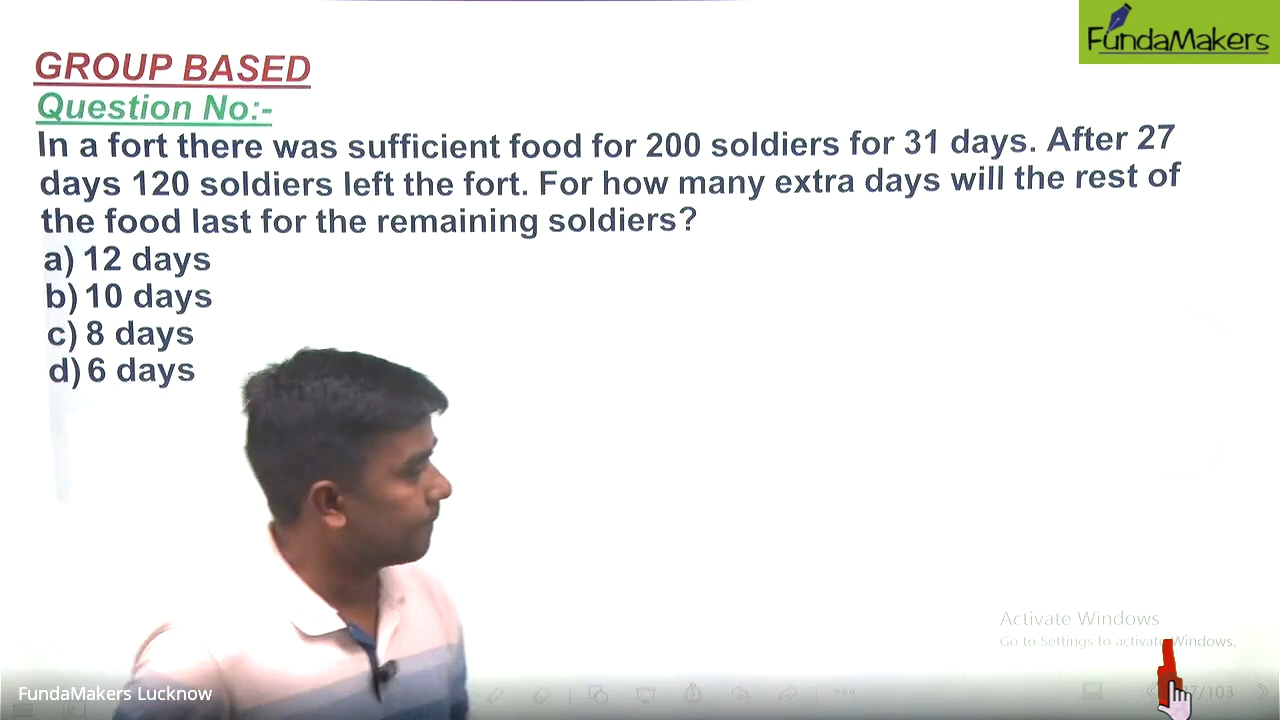 FundaMakers
GROUP BASED
Question No:-
In a fort there was sufficient food for 200 soldiers for 31 days. After 27
days 120 soldiers left the fort. For how many extra days will the rest of
the food last for the remaining soldiers?
a) 12 days
b) 10 days
c) 8 days
d) 6 days
Activate Windows
Go to Settings to activate Windows.
FundaMakers Lucknow
/103